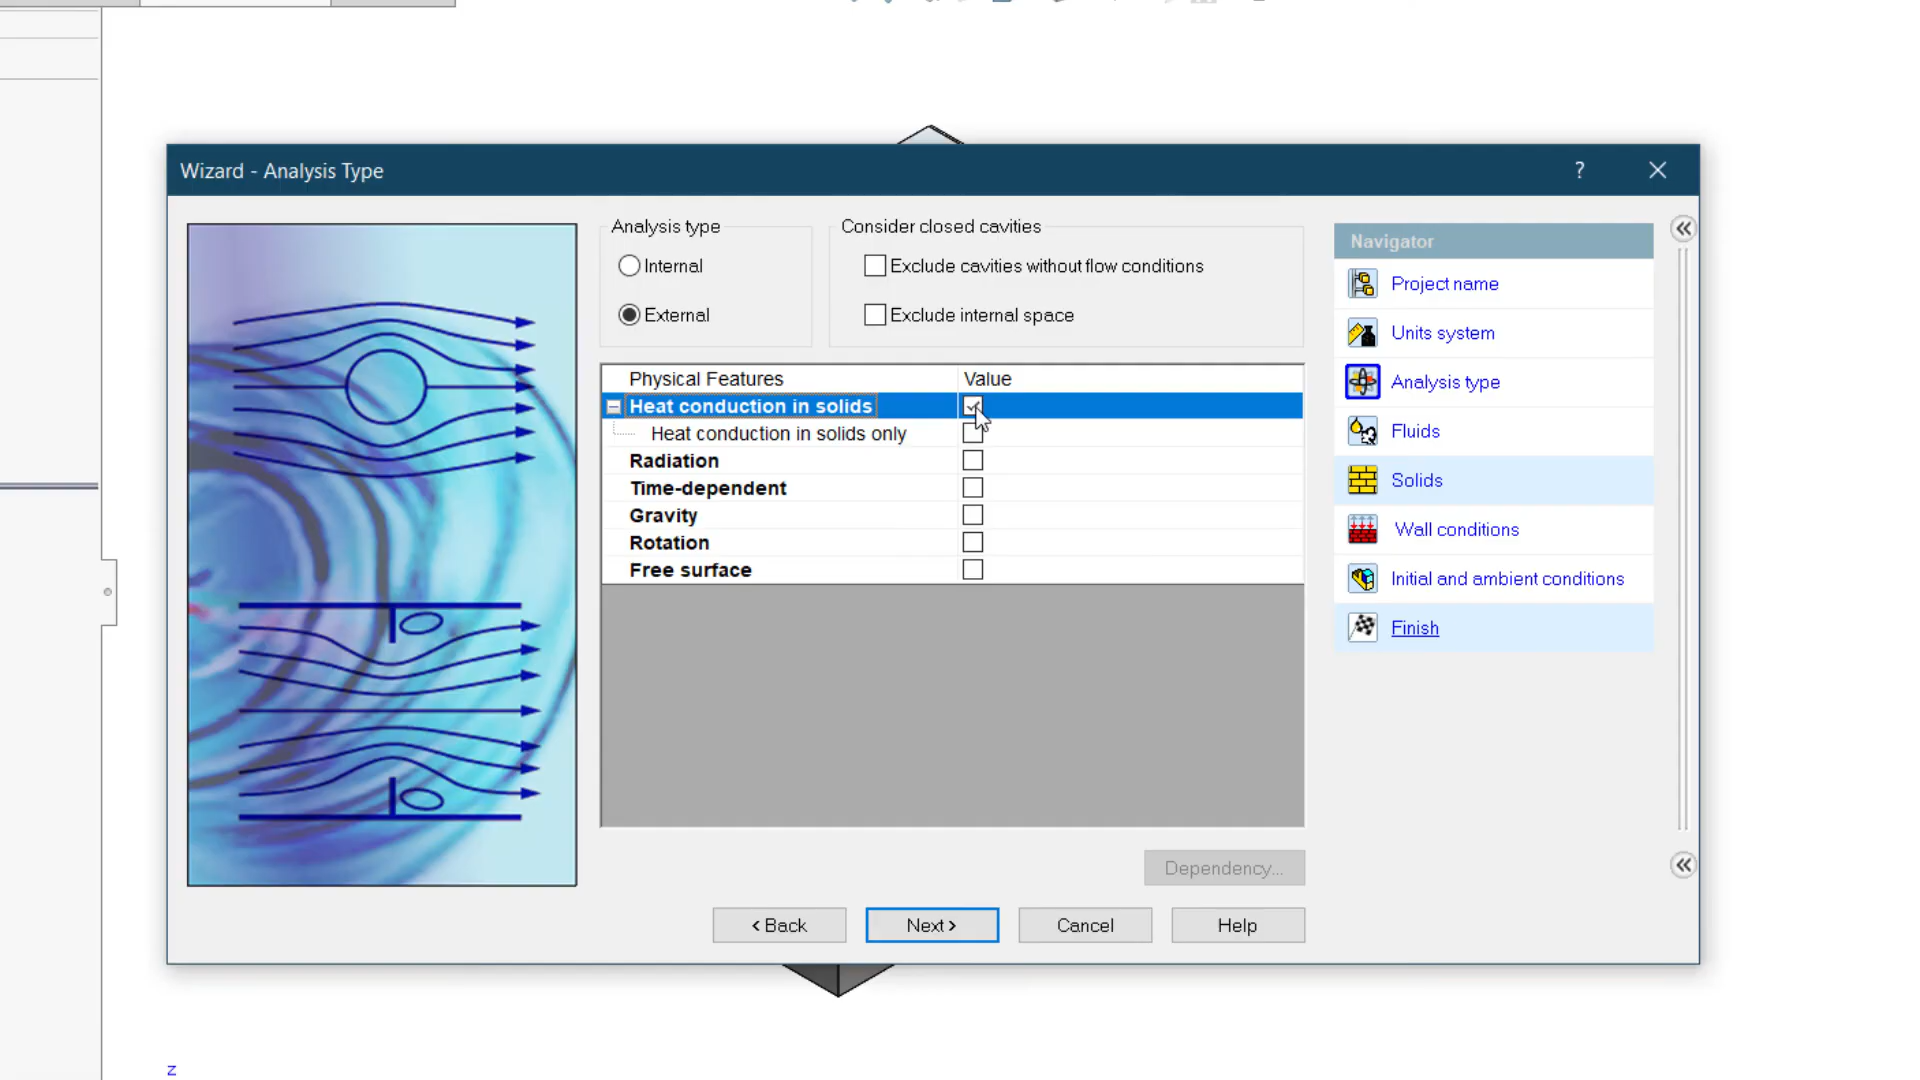 Wizard - Analysis Type
?
Analysis type
Internal
External
Consider closed cavities
Exclude cavities without flow conditions
Exclude internal space
Physical Features Value
Heat conduction in solids
Heat conduction in solids only
Radiation
Time-dependent
Gravity
Rotation
Free surface
Dependency...
< Back Next > Cancel Help
Navigator
Project name
Units system
Analysis type
Fluids
Solids
Wall conditions
Initial and ambient conditions
Finish
z